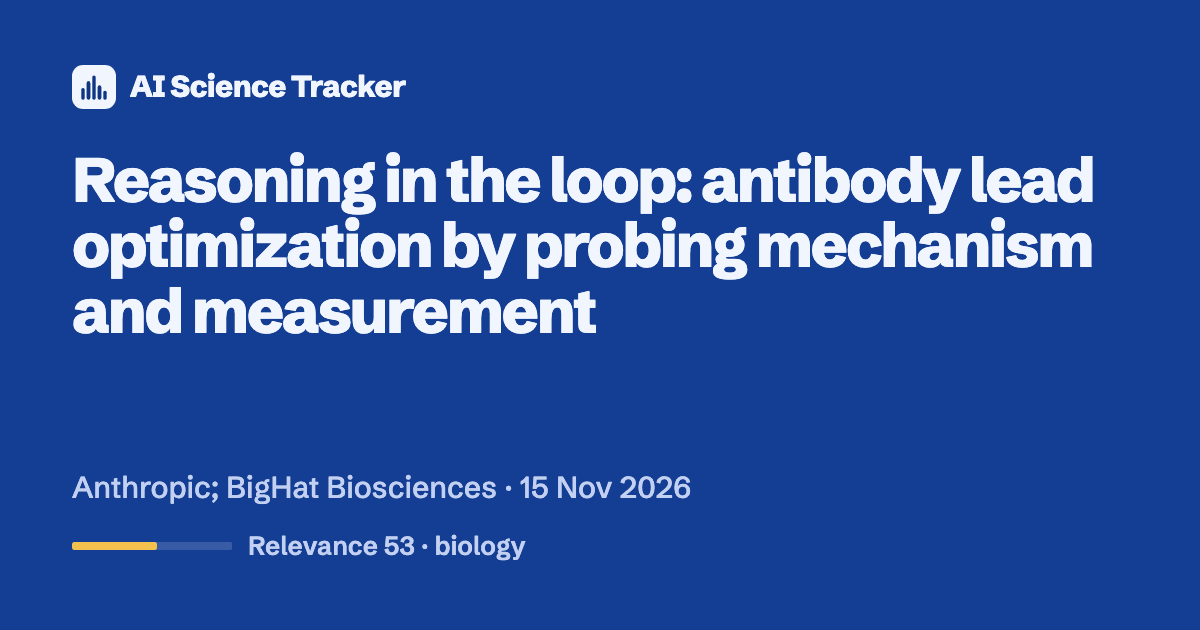 AI Science Tracker
Reasoning in the loop: antibody lead
optimization by probing mechanism
and measurement
Anthropic; BigHat Biosciences · 15 Nov 2026
Relevance 53 · biology